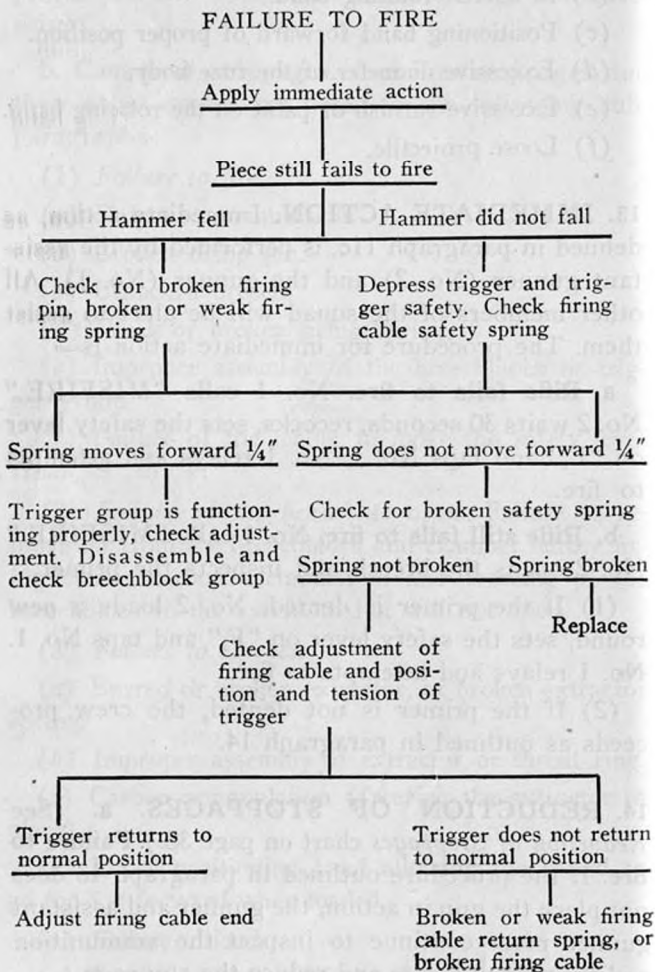 FAILURE TO FIRE
Apply immediate action
Piece still fails to fire
Hammer fell
Hammer did not fall
Check for broken firing
pin, broken or weak fir-
ing spring
Depress trigger and trig-
ger safety. Check firing
cable safety spring
Spring moves forward ¼"
Spring does not move forward ¼"
Trigger group is function-
ing properly, check adjust-
ment. Disassemble and
check breechblock group
Check for broken safety spring
Spring not broken
Spring broken
Check adjustment of
firing cable and posi-
tion and tension of
trigger
Replace
Trigger returns to
normal position
Trigger does not return
to normal position
Adjust firing cable end
Broken or weak firing
cable return spring, or
broken firing cable